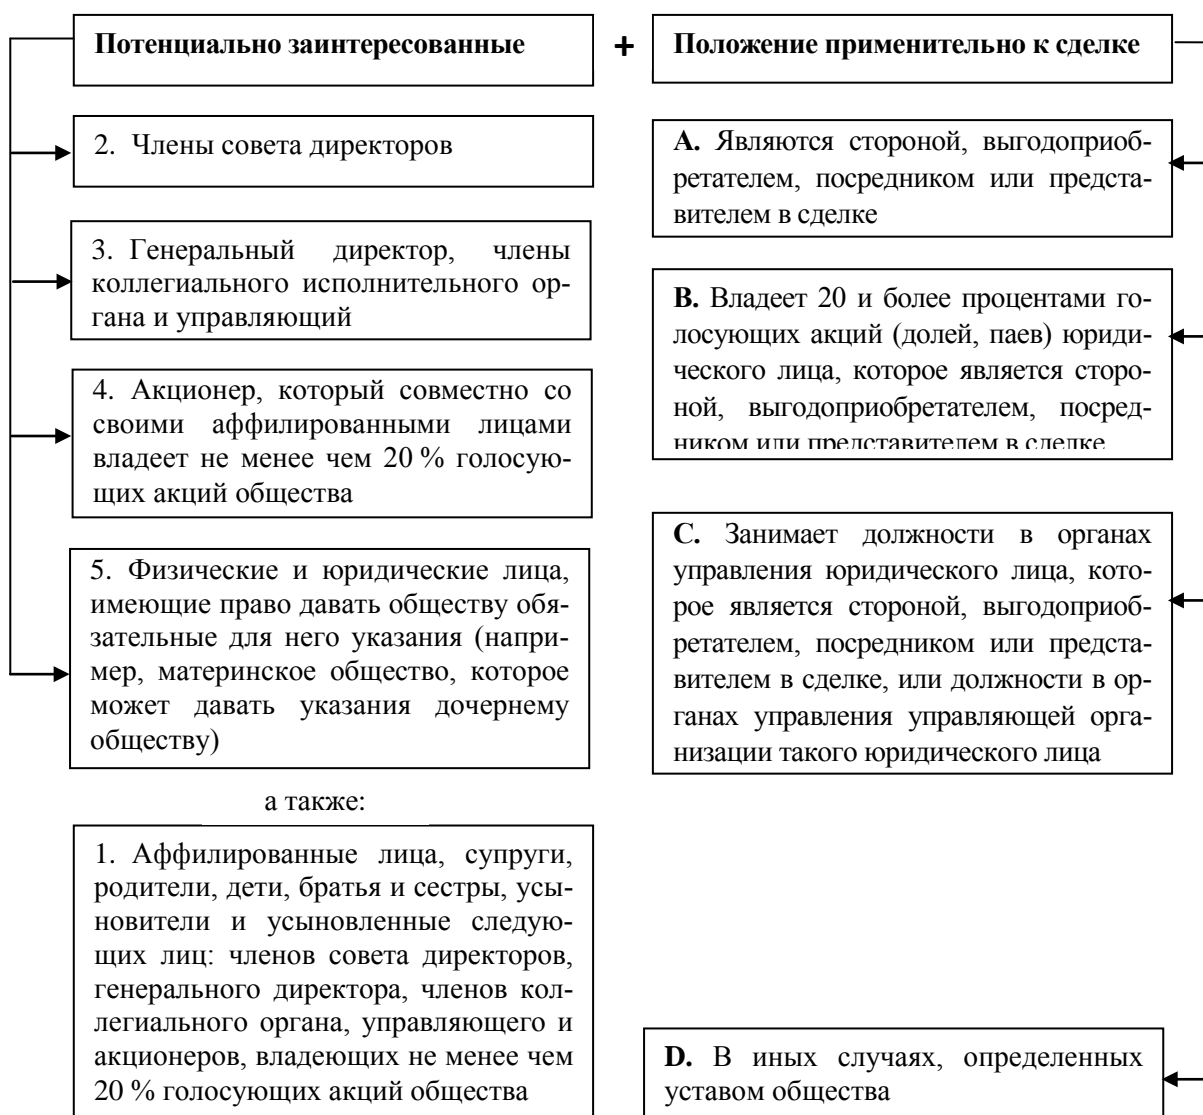 Потенциально заинтересованные
+
Положение применительно к сделке
2. Члены совета директоров
3. Генеральный директор, члены
коллегиального исполнительного ор-
гана и управляющий
4. Акционер, который совместно со
своими аффилированными лицами
владеет не менее чем 20 % голосую-
щих акций общества
5. Физические и юридические лица,
имеющие право давать обществу обя-
зательные для него указания (напри-
мер, материнское общество, которое
может давать указания дочернему
обществу)
а также:
1. Аффилированные лица, супруги,
родители, дети, братья и сестры, усы-
новители и усыновленные следую-
щих лиц: членов совета директоров,
генерального директора, членов кол-
легиального органа, управляющего и
акционеров, владеющих не менее чем
20 % голосующих акций общества
A. Являются стороной, выгодоприоб-
ретателем, посредником или предста-
вителем в сделке
B. Владеет 20 и более процентами го-
лосующих акций (долей, паев) юриди-
ческого лица, которое является сторо-
ной, выгодоприобретателем, посред-
ником или представителем в сделке
C. Занимает должности в органах
управления юридического лица, кото-
рое является стороной, выгодоприоб-
ретателем, посредником или предста-
вителем в сделке, или должности в ор-
ганах управления управляющей орга-
низации такого юридического лица
D. В иных случаях, определенных
уставом общества